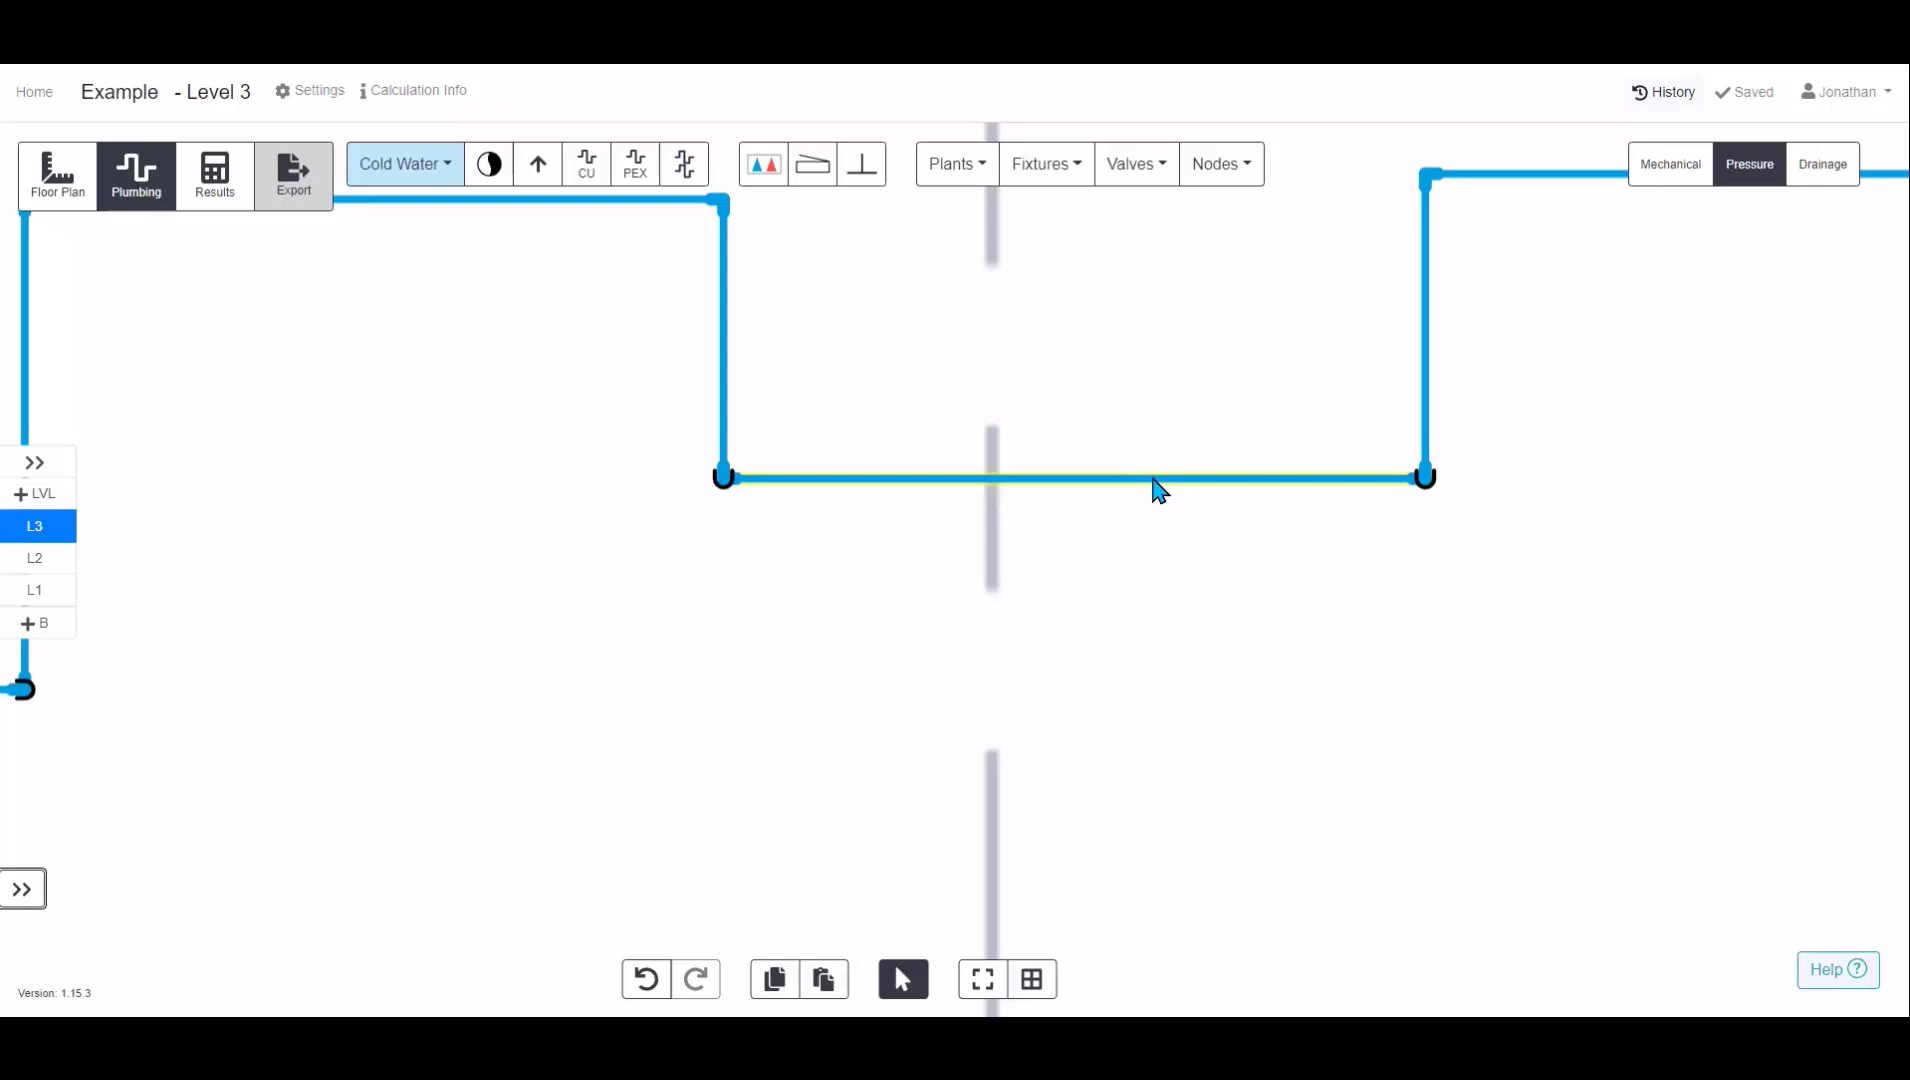 Home
Example - Level 3
Settings
Calculation Info
History
Saved
Jonathan
Floor Plan
Plumbing
Results
Export
Cold Water
CU
PEX
Plants
Fixtures
Valves
Nodes
Mechanical
Pressure
Drainage
LVL
L3
L2
L1
B
Version: 1.15.3
Help